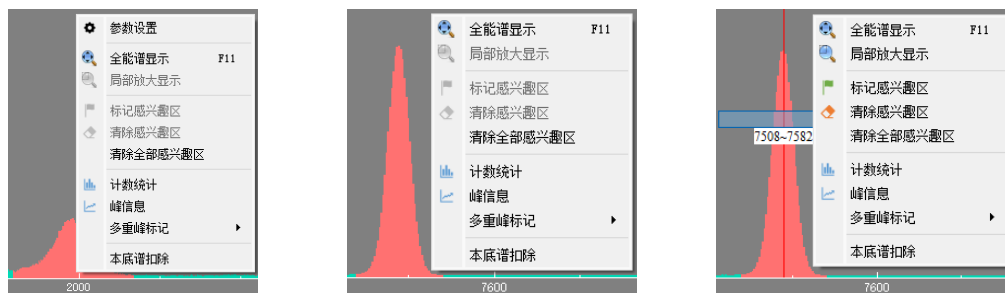 参数设置
全能谱显示 F11
局部放大显示
标记感兴趣区
清除感兴趣区
清除全部感兴趣区
计数统计
峰信息
多重峰标记
本底谱扣除
2000
全能谱显示 F11
局部放大显示
标记感兴趣区
清除感兴趣区
清除全部感兴趣区
计数统计
峰信息
多重峰标记
本底谱扣除
7600
全能谱显示 F11
局部放大显示
标记感兴趣区
清除感兴趣区
清除全部感兴趣区
7508~7582
计数统计
峰信息
多重峰标记
本底谱扣除
7600